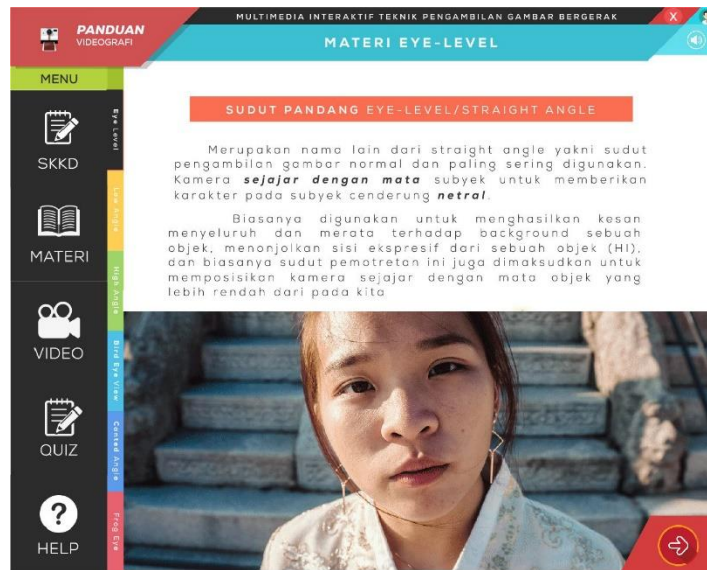 MULTIMEDIA INTERAKTIF TEKNIK PENGAMBILAN GAMBAR BERGERAK
X
PANDUAN
VIDEOGRAFI
MATERI EYE-LEVEL
MENU
SKKD
MATERI
VIDEO
QUIZ
HELP
Eye Level
Low Angle
High Angle
Bird Eye View
Canted Angle
Frog Eye
SUDUT PANDANG EYE-LEVEL/STRAIGHT ANGLE
Merupakan nama lain dari straight angle yakni sudut
pengambilan gambar normal dan paling sering digunakan.
Kamera sejajar dengan mata subyek untuk memberikan
karakter pada subyek cenderung netral.
Biasanya digunakan untuk menghasilkan kesan
menyeluruh dan merata terhadap background sebuah
objek, menonjolkan sisi ekspresif dari sebuah objek (HI),
dan biasanya sudut pemotretan ini juga dimaksudkan untuk
memposisikan kamera sejajar dengan mata objek yang
lebih rendah dari pada kita